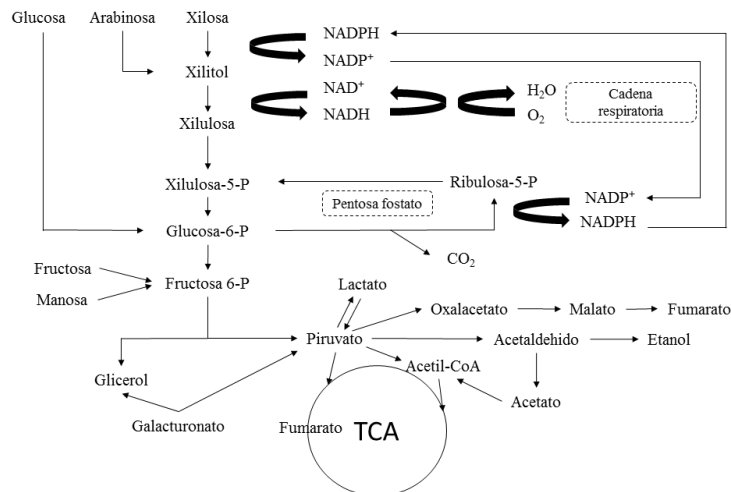 Glucosa Arabinosa Xilosa
NADPH
NADP+
Xilitol
NAD+
NADH
H2O
O2
Cadena
respiratoria
Xilulosa
Xilulosa-5-P
Ribulosa-5-P
Pentosa fostato
NADP+
NADPH
Glucosa-6-P
CO2
Fructosa
Manosa
Fructosa 6-P
Lactato
Oxalacetato Malato Fumarato
Piruvato Acetaldehido Etanol
Glicerol
Acetil-CoA
Acetato
Galacturonato
Fumarato
TCA